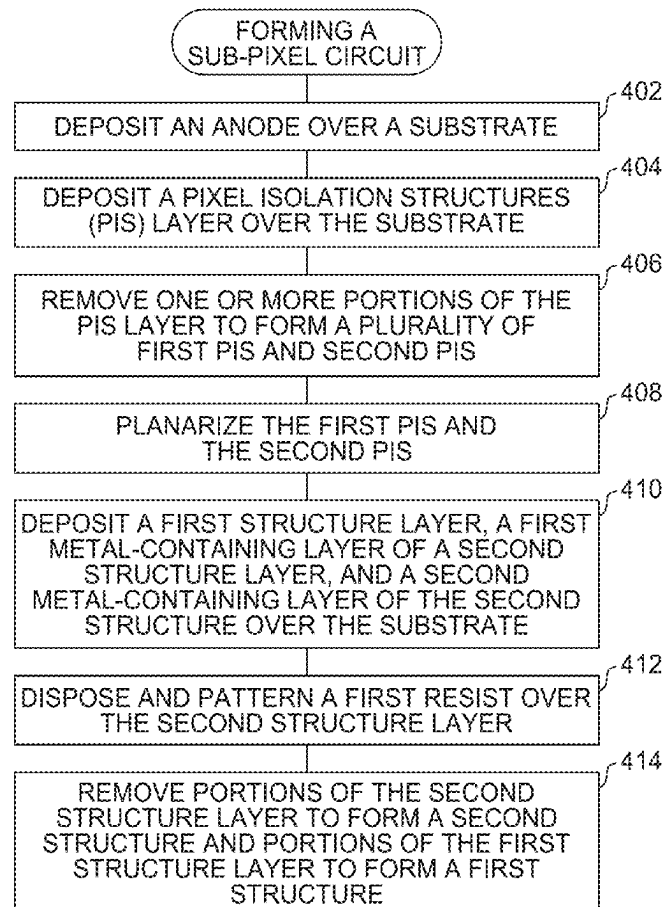 FORMING A
SUB-PIXEL CIRCUIT
402
DEPOSIT AN ANODE OVER A SUBSTRATE
404
DEPOSIT A PIXEL ISOLATION STRUCTURES
(PIS) LAYER OVER THE SUBSTRATE
406
REMOVE ONE OR MORE PORTIONS OF THE
PIS LAYER TO FORM A PLURALITY OF
FIRST PIS AND SECOND PIS
408
PLANARIZE THE FIRST PIS AND
THE SECOND PIS
410
DEPOSIT A FIRST STRUCTURE LAYER, A FIRST
METAL-CONTAINING LAYER OF A SECOND
STRUCTURE LAYER, AND A SECOND
METAL-CONTAINING LAYER OF THE SECOND
STRUCTURE OVER THE SUBSTRATE
412
DISPOSE AND PATTERN A FIRST RESIST OVER
THE SECOND STRUCTURE LAYER
414
REMOVE PORTIONS OF THE SECOND
STRUCTURE LAYER TO FORM A SECOND
STRUCTURE AND PORTIONS OF THE FIRST
STRUCTURE LAYER TO FORM A FIRST
STRUCTURE